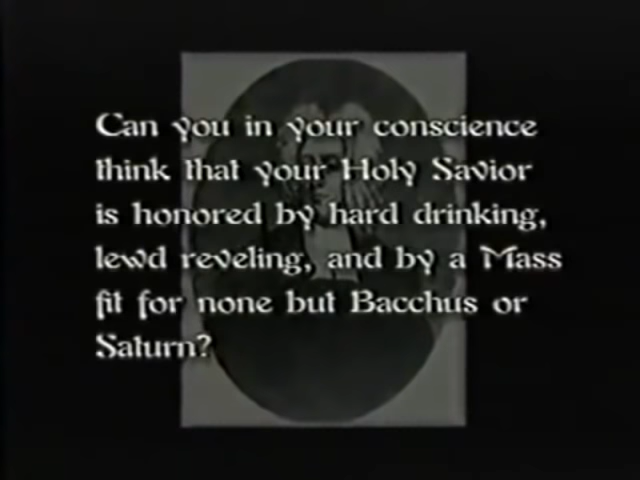 Can you in your conscience
think that your Holy Savior
is honored by hard drinking,
lewd reveling, and by a Mass
fit for none but Bacchus or
Saturn?